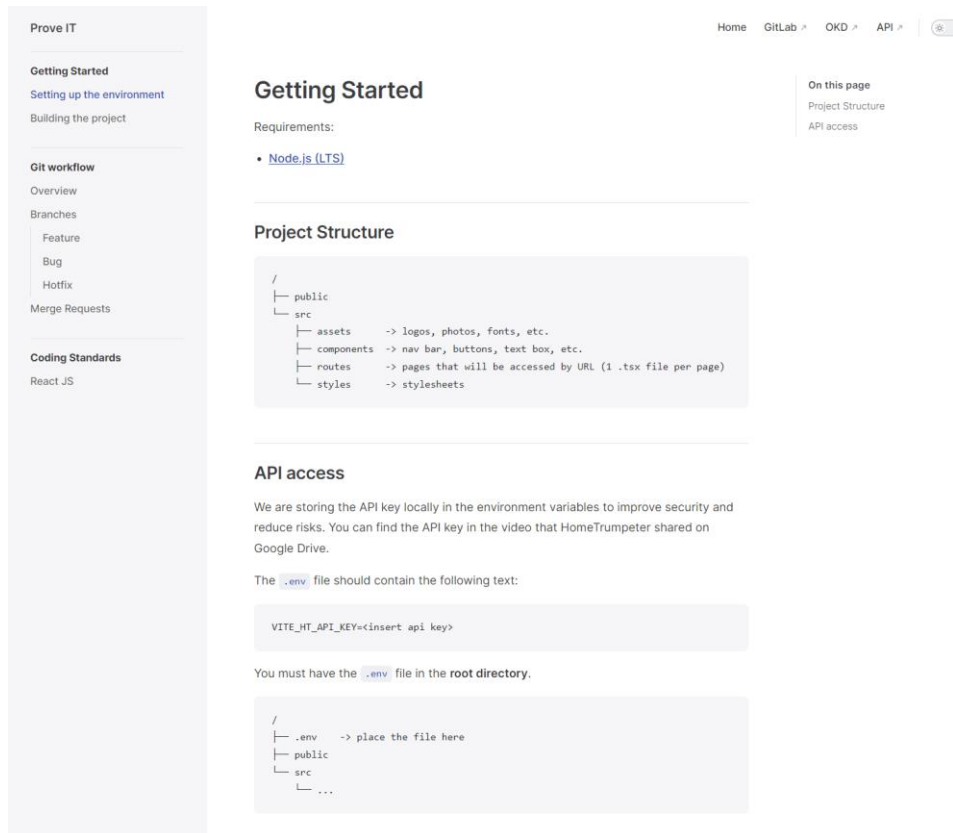 Prove IT
Home GitLab ↗ OKD ↗ API ↗
Getting Started
Setting up the environment
Building the project
Git workflow
Overview
Branches
Feature
Bug
Hotfix
Merge Requests
Coding Standards
React JS
Getting Started
Requirements:
• Node.js (LTS)
Project Structure
/
├── public
└── src
    ├── assets      -> logos, photos, fonts, etc.
    ├── components  -> nav bar, buttons, text box, etc.
    ├── routes      -> pages that will be accessed by URL (1 .tsx file per page)
    └── styles      -> stylesheets
API access
We are storing the API key locally in the environment variables to improve security and
reduce risks. You can find the API key in the video that HomeTrumpeter shared on
Google Drive.
The .env file should contain the following text:
VITE_HT_API_KEY=<insert api key>
You must have the .env file in the root directory.
/
├── .env    -> place the file here
├── public
└── src
    └── ...
On this page
Project Structure
API access